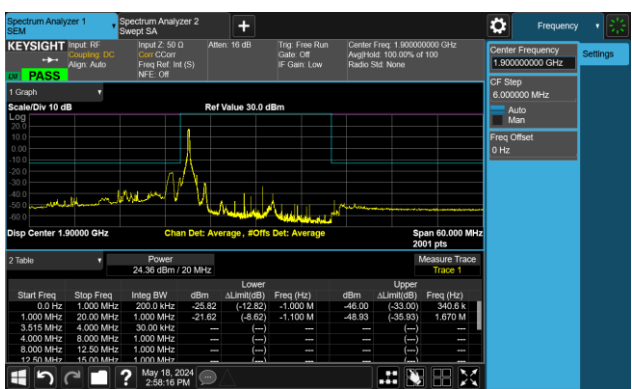 Spectrum Analyzer 1
SEM
Spectrum Analyzer 2
Swept SA
+
Frequency
KEYSIGHT
Input: RF
Coupling: DC
Align: Auto
Input Z: 50 Ω
Corr CCorr
Freq Ref: Int (S)
NFE: Off
Atten: 16 dB
Trig: Free Run
Gate: Off
IF Gain: Low
Center Freq: 1.900000000 GHz
Avg|Hold: 100.00% of 100
Radio Std: None
PASS
Center Frequency
1.900000000 GHz
Settings
CF Step
6.000000 MHz
Auto
Man
Freq Offset
0 Hz
1 Graph
Scale/Div 10 dB
Ref Value 30.0 dBm
Log
20.0
10.0
0.00
-10.0
-20.0
-30.0
-40.0
-50.0
-60.0
Disp Center 1.90000 GHz
Chan Det: Average , #Offs Det: Average
Span 60.000 MHz
2001 pts
2 Table
Power
24.36 dBm / 20 MHz
Measure Trace
Trace 1
Lower Upper
Start Freq Stop Freq Integ BW dBm ΔLimit(dB) Freq (Hz) dBm ΔLimit(dB) Freq (Hz)
0.0 Hz 1.000 MHz 200.0 kHz -25.82 (-12.82) -1.000 M -46.00 (-33.00) 340.6 k
1.000 MHz 20.00 MHz 1.000 MHz -21.62 (-8.62) -1.100 M -48.93 (-35.93) 1.670 M
3.515 MHz 4.000 MHz 30.00 kHz --- (---) --- --- (---) ---
4.000 MHz 8.000 MHz 1.000 MHz --- (---) --- --- (---) ---
8.000 MHz 12.50 MHz 1.000 MHz --- (---) --- --- (---) ---
12.50 MHz 15.00 MHz 1.000 MHz --- (---) --- --- (---) ---
?
May 18, 2024
2:58:16 PM